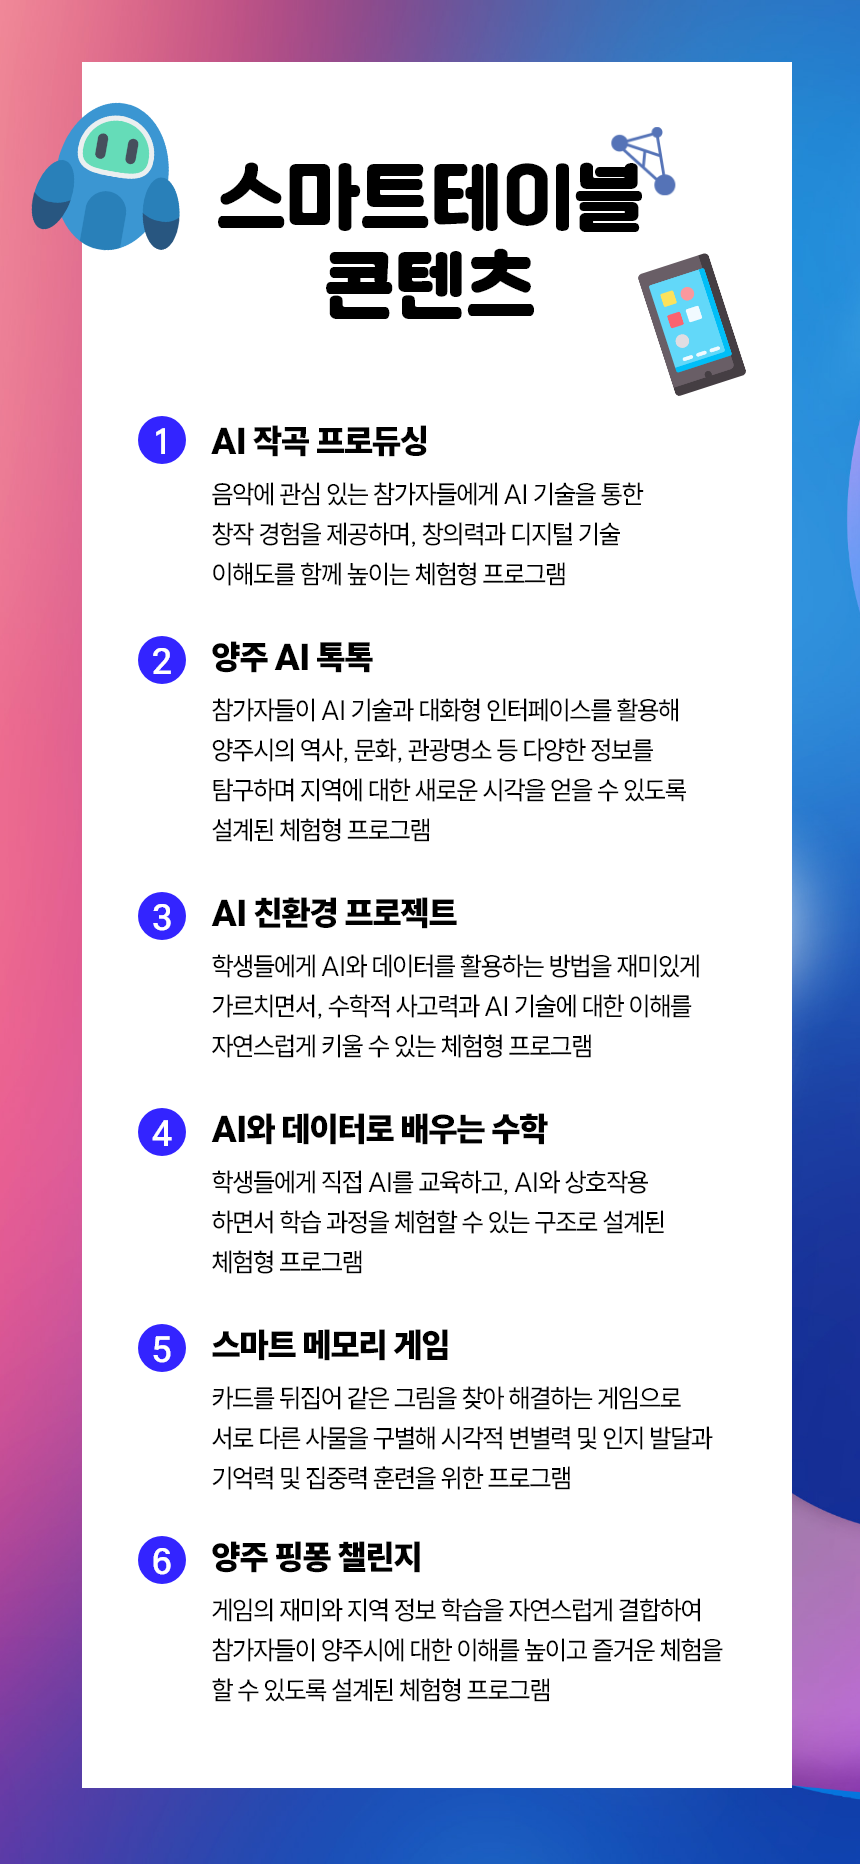 스마트테이블
콘텐츠
1
AI 작곡 프로듀싱
음악에 관심 있는 참가자들에게 AI 기술을 통한
창작 경험을 제공하며, 창의력과 디지털 기술
이해도를 함께 높이는 체험형 프로그램
2
양주 AI 톡톡
참가자들이 AI 기술과 대화형 인터페이스를 활용해
양주시의 역사, 문화, 관광명소 등 다양한 정보를
탐구하며 지역에 대한 새로운 시각을 얻을 수 있도록
설계된 체험형 프로그램
3
AI 친환경 프로젝트
학생들에게 AI와 데이터를 활용하는 방법을 재미있게
가르치면서, 수학적 사고력과 AI 기술에 대한 이해를
자연스럽게 키울 수 있는 체험형 프로그램
4
AI와 데이터로 배우는 수학
학생들에게 직접 AI를 교육하고, AI와 상호작용
하면서 학습 과정을 체험할 수 있는 구조로 설계된
체험형 프로그램
5
스마트 메모리 게임
카드를 뒤집어 같은 그림을 찾아 해결하는 게임으로
서로 다른 사물을 구별해 시각적 변별력 및 인지 발달과
기억력 및 집중력 훈련을 위한 프로그램
6
양주 핑퐁 챌린지
게임의 재미와 지역 정보 학습을 자연스럽게 결합하여
참가자들이 양주시에 대한 이해를 높이고 즐거운 체험을
할 수 있도록 설계된 체험형 프로그램